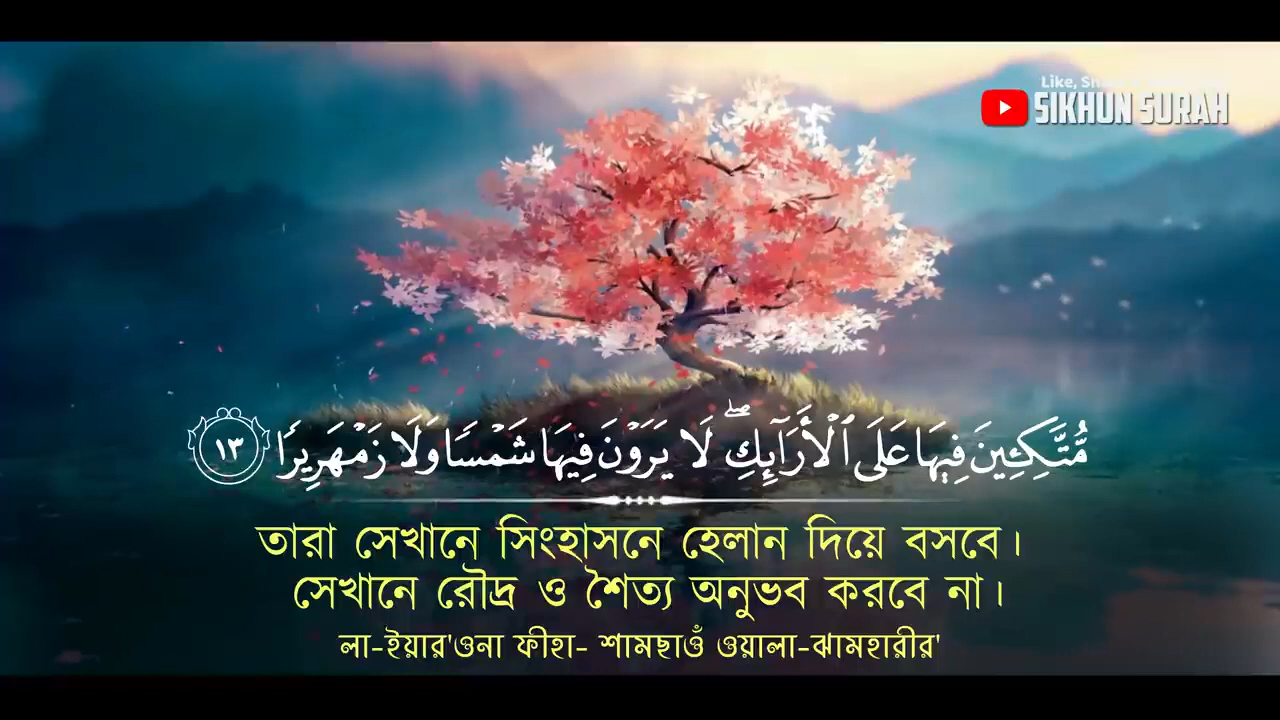 Like,
SIKHUN SURAH
مُّتَّكِـِٔينَ فِيهَا عَلَى ٱلْأَرَآئِكِ ۖ لَا يَرَوْنَ فِيهَا شَمْسًا وَلَا زَمْهَرِيرًا ١٣
তারা সেখানে সিংহাসনে হেলান দিয়ে বসবে।
সেখানে রৌদ্র ও শৈত্য অনুভব করবে না।
লা-ইয়ার'ওনা ফীহা- শামছাওঁ ওয়ালা-ঝামহারীর'